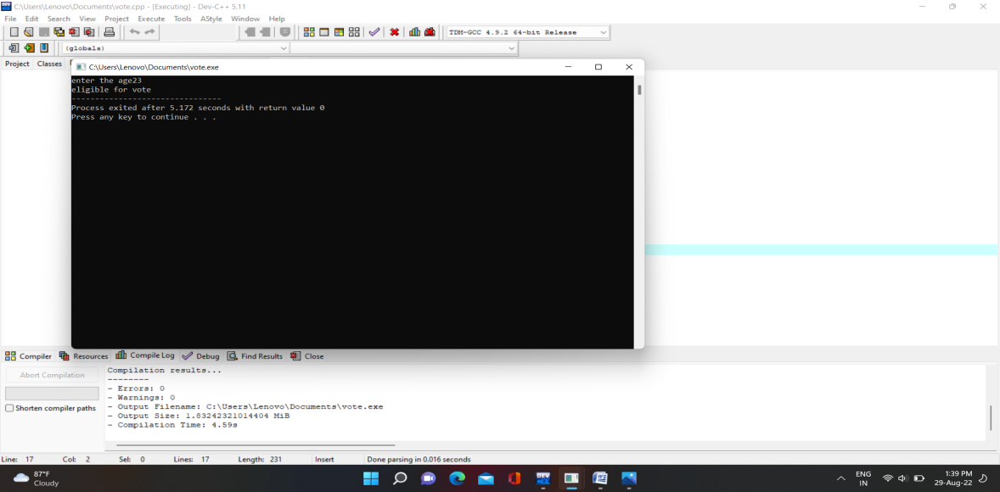 C:\Users\Lenovo\Documents\vote.cpp - [Executing] - Dev-C++ 5.11
File Edit Search View Project Execute Tools AStyle Window Help
TDM-GCC 4.9.2 64-bit Release
(globals)
Project Classes
C:\Users\Lenovo\Documents\vote.exe
enter the age23
eligible for vote
--------------------------------
Process exited after 5.172 seconds with return value 0
Press any key to continue . . .
Compiler Resources Compile Log Debug Find Results Close
Abort Compilation
Shorten compiler paths
Compilation results...
--------
- Errors: 0
- Warnings: 0
- Output Filename: C:\Users\Lenovo\Documents\vote.exe
- Output Size: 1.83242321014404 MiB
- Compilation Time: 4.59s
Line: 17 Col: 2 Sel: 0 Lines: 17 Length: 231 Insert Done parsing in 0.016 seconds
87°F
Cloudy
DEV
ENG
IN
1:39 PM
29-Aug-22